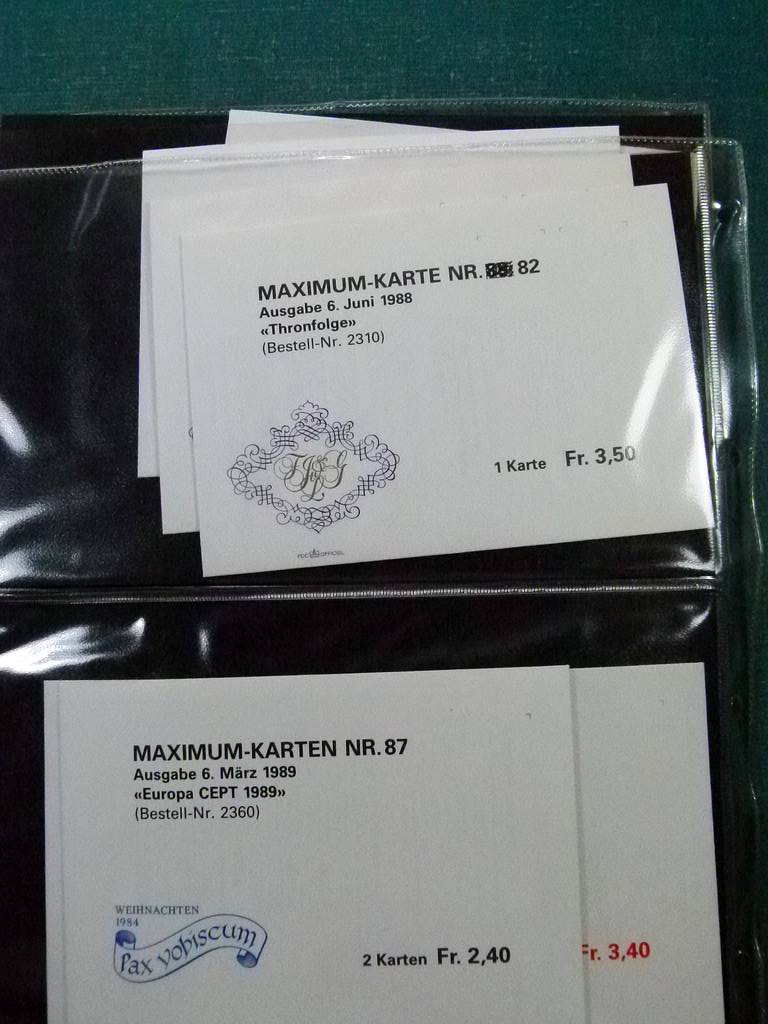 MAXIMUM-KARTE NR. 82
Ausgabe 6. Juni 1988
«Thronfolge»
(Bestell-Nr. 2310)
1 Karte Fr. 3,50
FDC OFFICIEL
MAXIMUM-KARTEN NR. 87
Ausgabe 6. März 1989
«Europa CEPT 1989»
(Bestell-Nr. 2360)
WEIHNACHTEN
1984
Pax vobiscum
2 Karten Fr. 2,40
Fr. 3,40